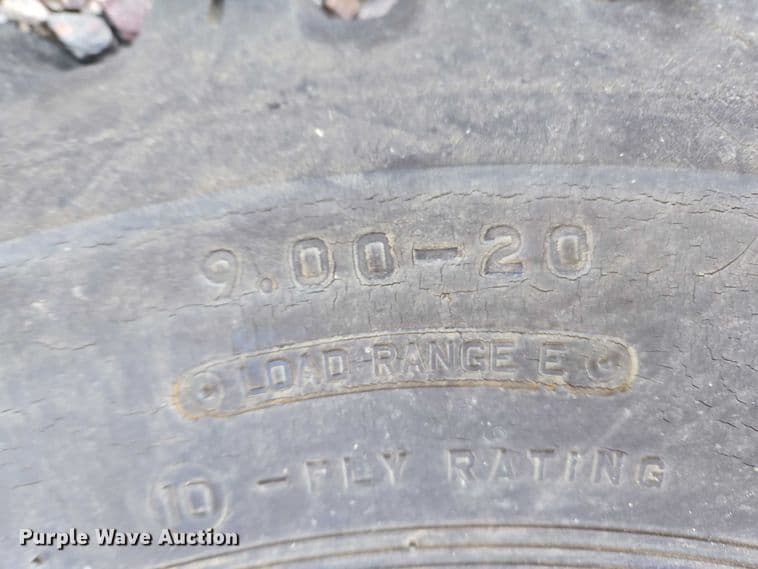 9.00-20
LOAD RANGE E
10 -PLY RATING
Purple Wave Auction